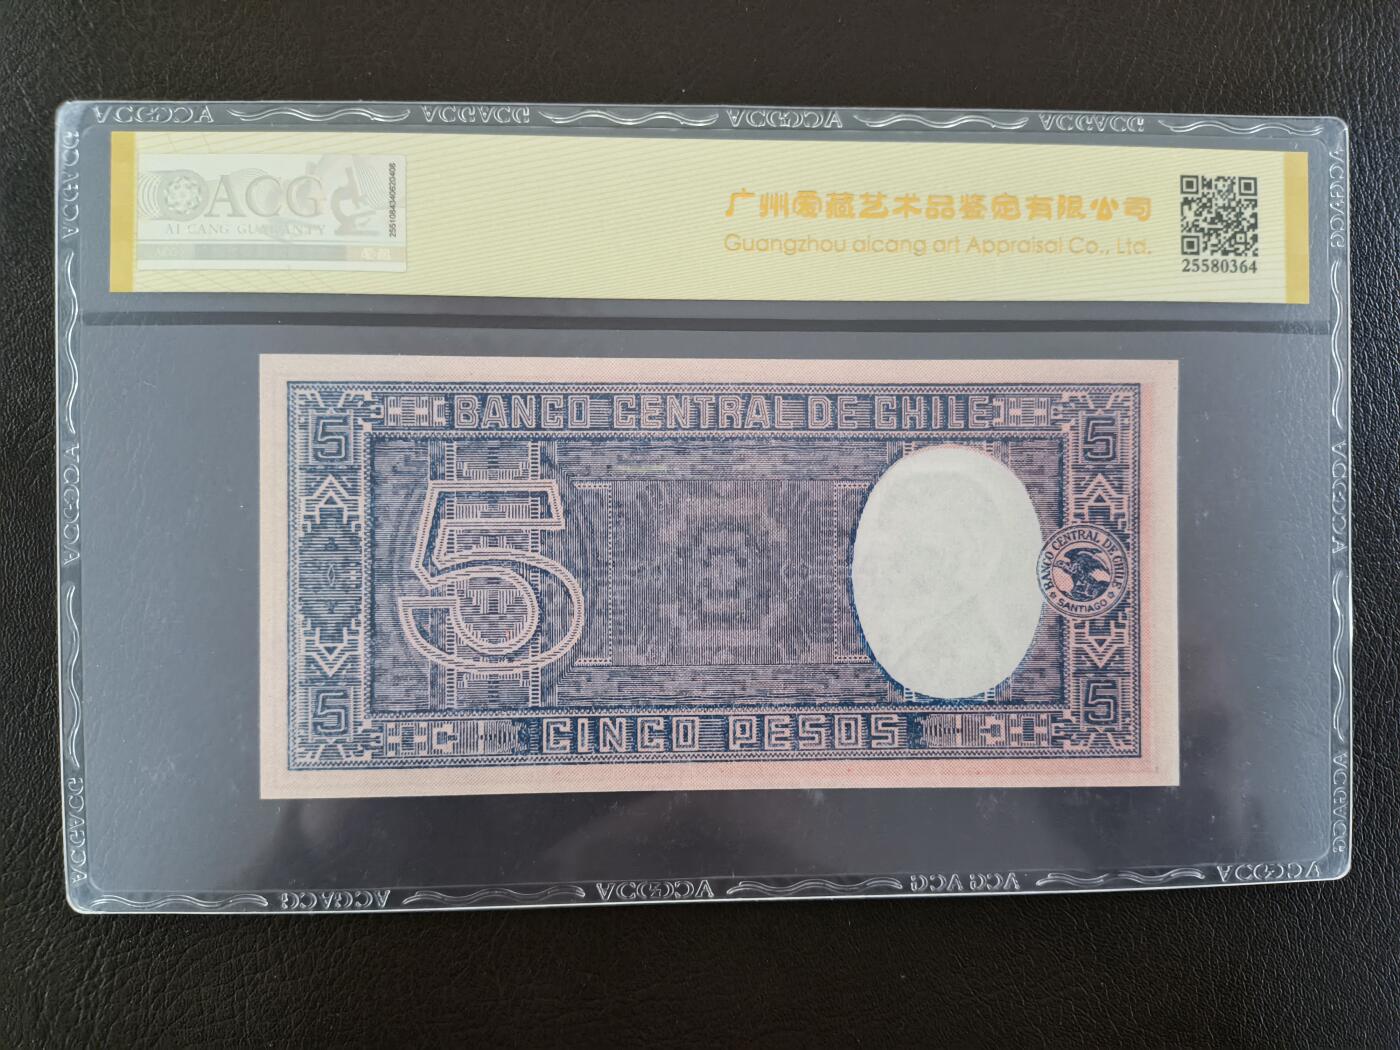 ACG
AI CANG GUARANTY
2551084340620406
广州爱藏艺术品鉴定有限公司
Guangzhou aicang art Appraisal Co., Ltd.
25580364
BANCO CENTRAL DE CHILE
5
5
5
BANCO CENTRAL DE CHILE
SANTIAGO
5
5
CINCO PESOS